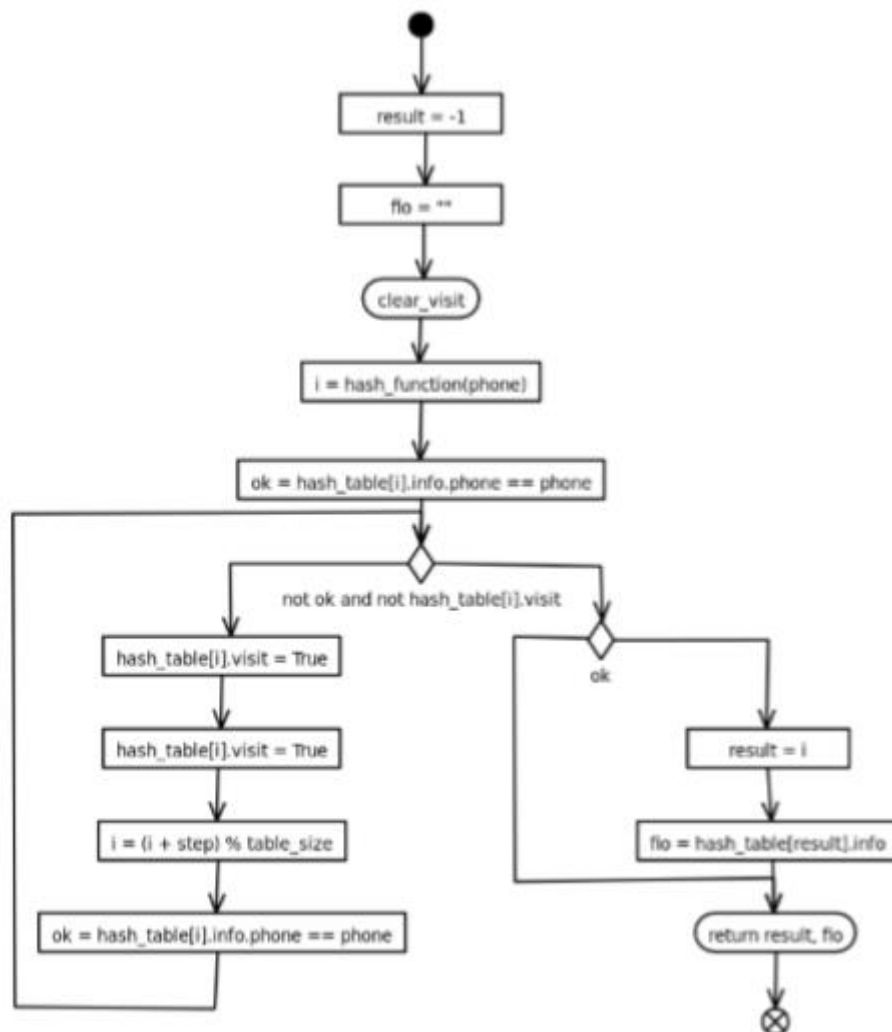 result = -1
fio = ""
clear_visit
i = hash_function(phone)
ok = hash_table[i].info.phone == phone
not ok and not hash_table[i].visit
hash_table[i].visit = True
hash_table[i].visit = True
i = (i + step) % table_size
ok = hash_table[i].info.phone == phone
ok
result = i
fio = hash_table[result].info
return result, fio